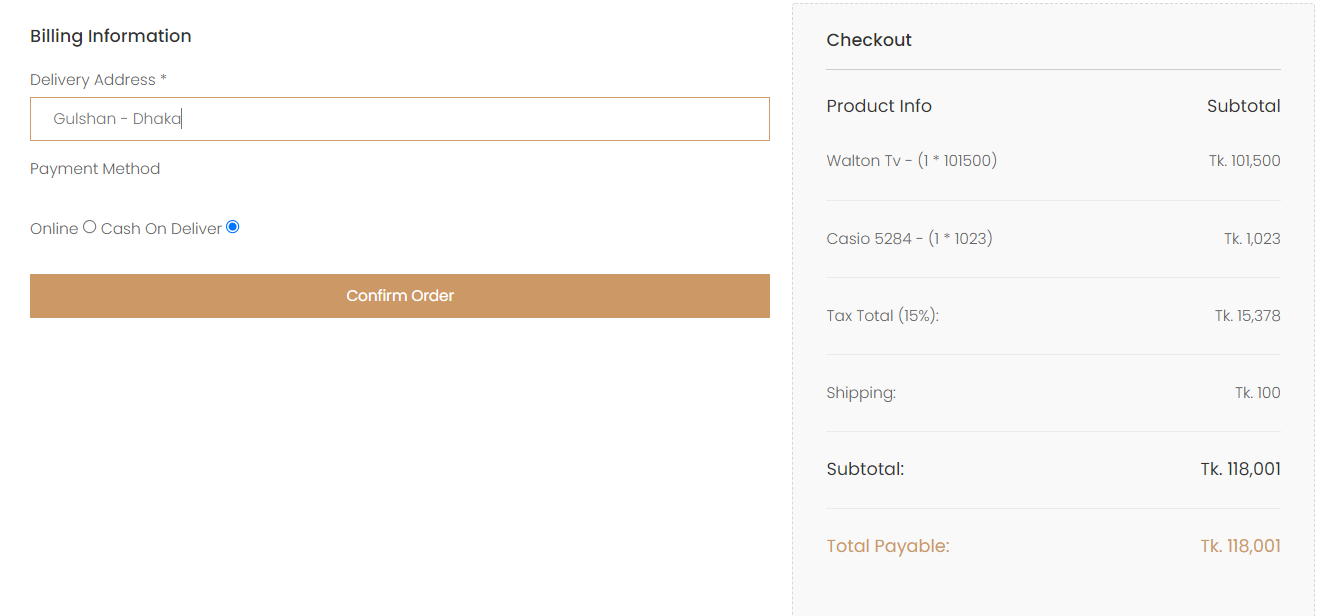 Billing Information
Delivery Address *
Gulshan - Dhaka
Payment Method
Online Cash On Deliver
Confirm Order
Checkout
Product Info Subtotal
Walton Tv - (1 * 101500) Tk. 101,500
Casio 5284 - (1 * 1023) Tk. 1,023
Tax Total (15%): Tk. 15,378
Shipping: Tk. 100
Subtotal: Tk. 118,001
Total Payable: Tk. 118,001